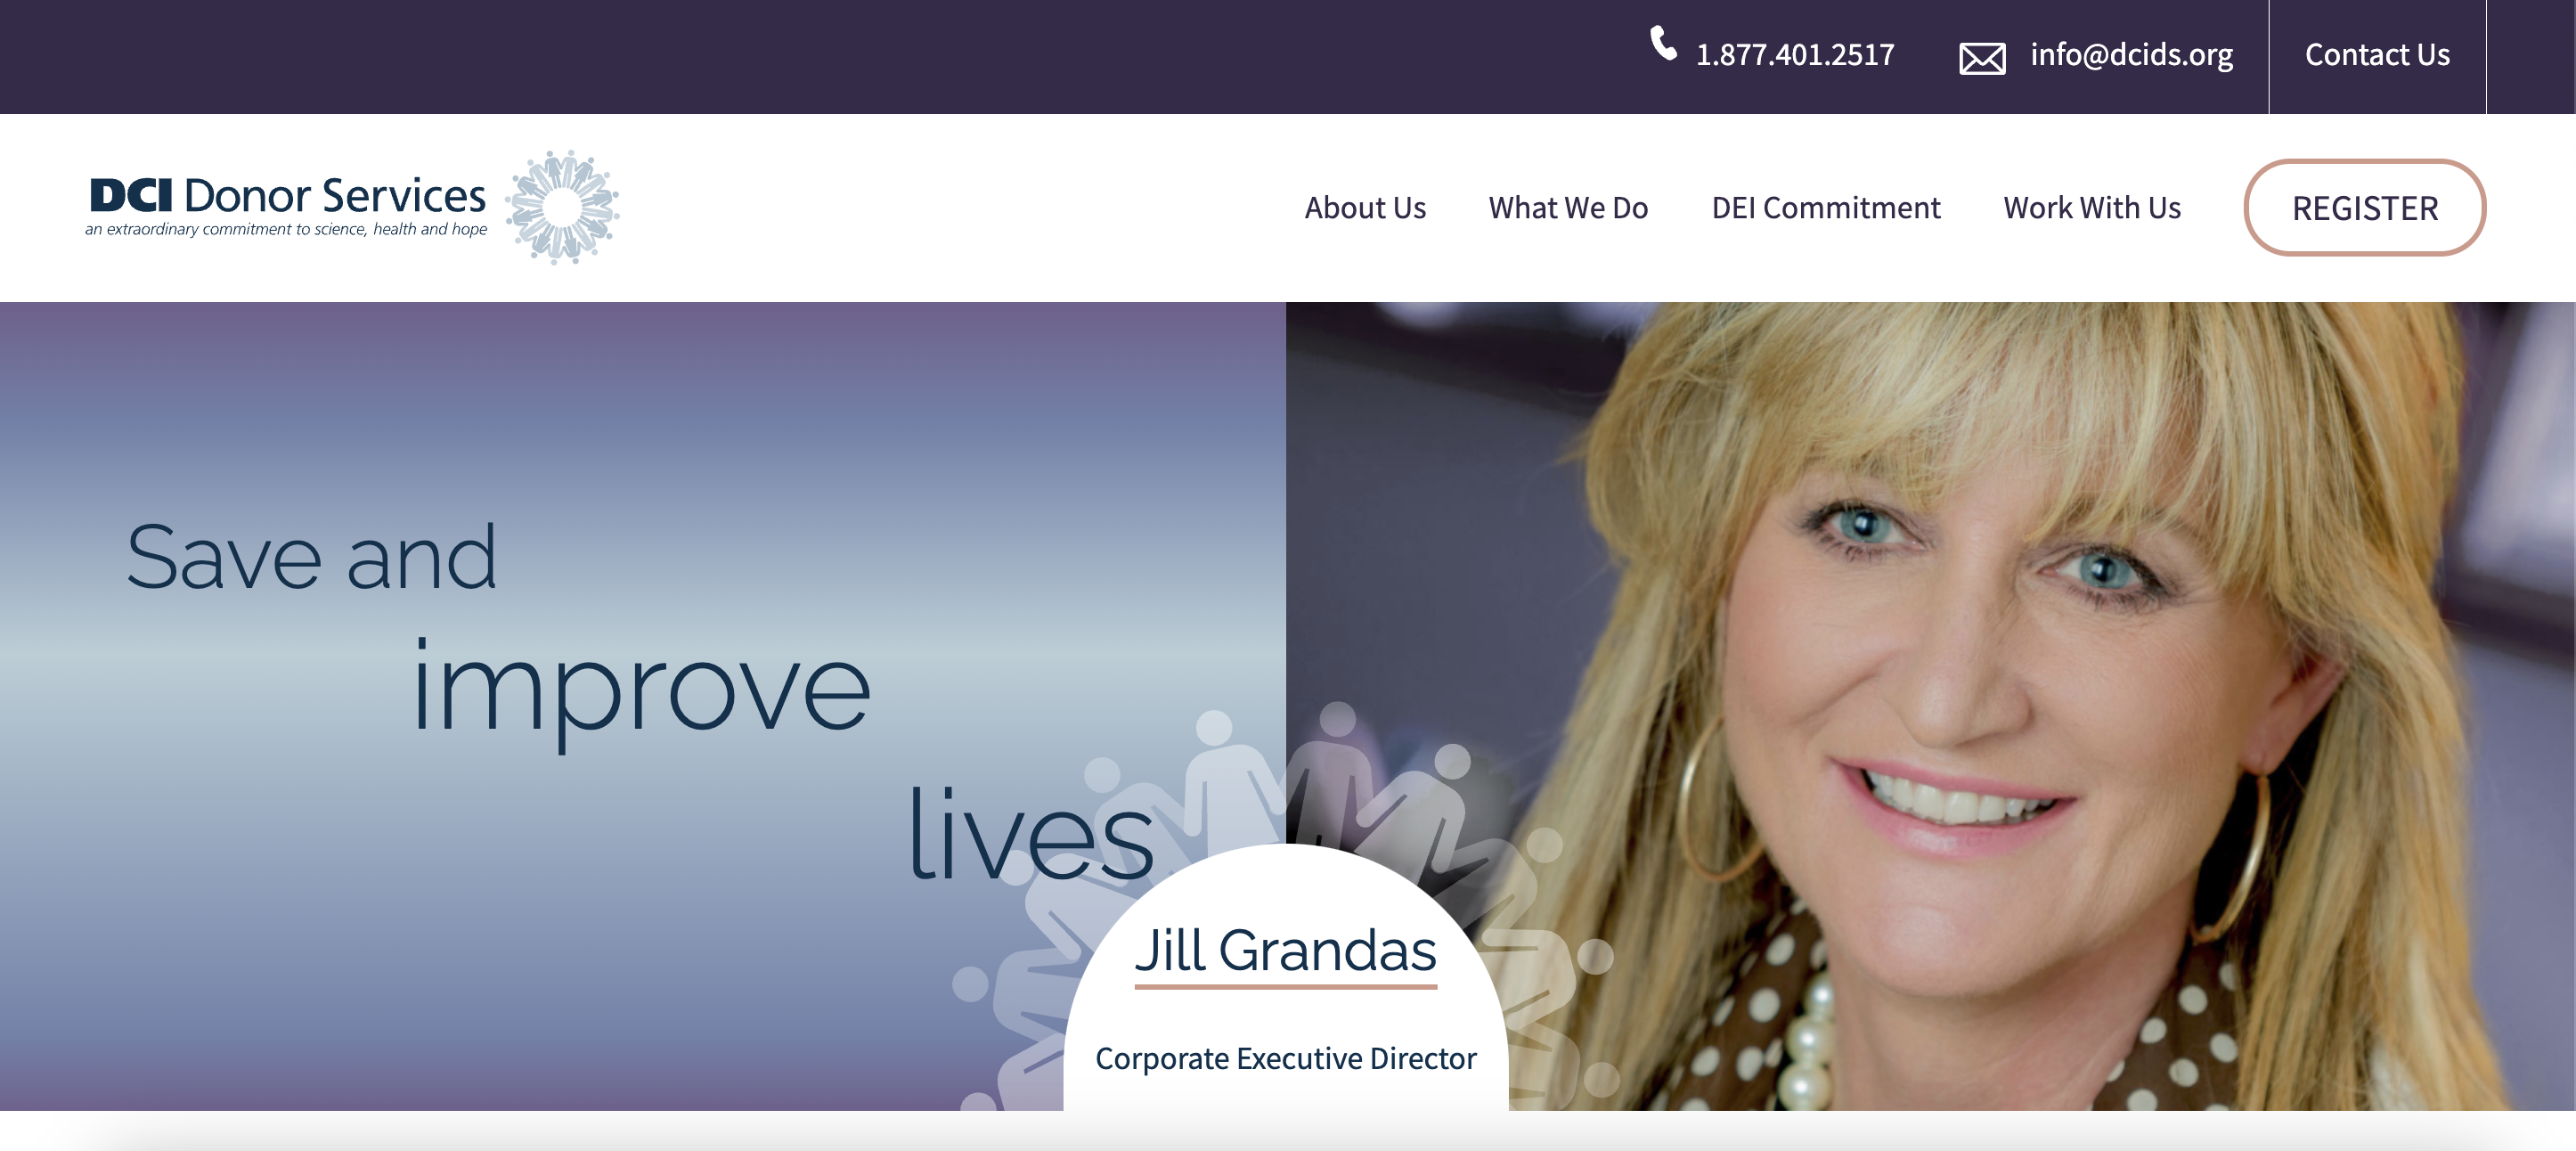 1.877.401.2517
info@dcids.org
Contact Us
DCI Donor Services
an extraordinary commitment to science, health and hope
About Us
What We Do
DEI Commitment
Work With Us
REGISTER
Save and
improve
lives
Jill Grandas
Corporate Executive Director